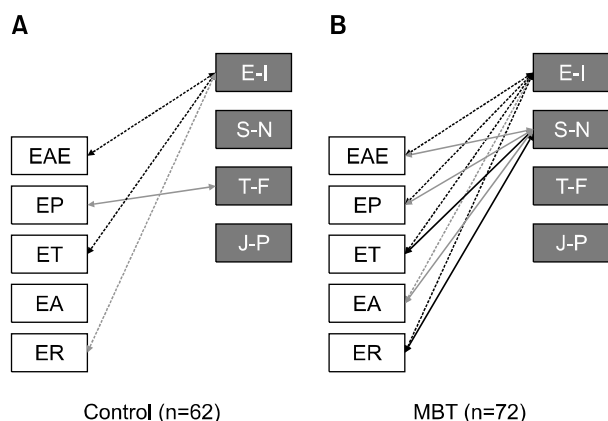 A
B
E-I
S-N
T-F
J-P
EAE
EP
ET
EA
ER
Control (n=62)
E-I
S-N
T-F
J-P
EAE
EP
ET
EA
ER
MBT (n=72)